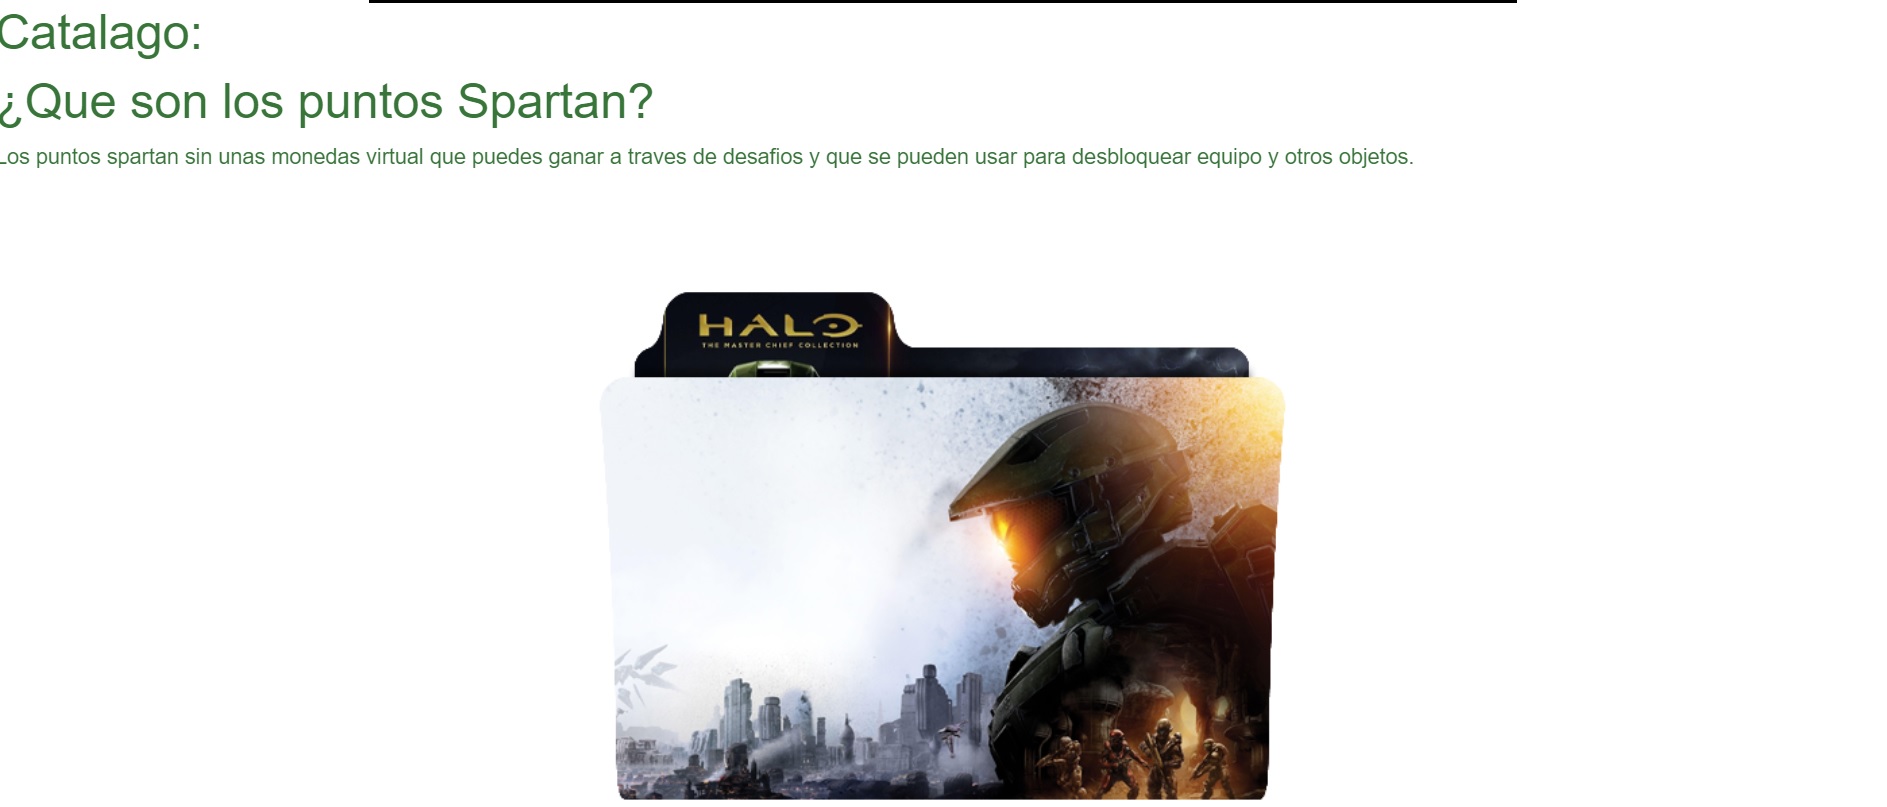 Catalago:
¿Que son los puntos Spartan?
Los puntos spartan sin unas monedas virtual que puedes ganar a traves de desafios y que se pueden usar para desbloquear equipo y otros objetos.
HALO
THE MASTER CHIEF COLLECTION